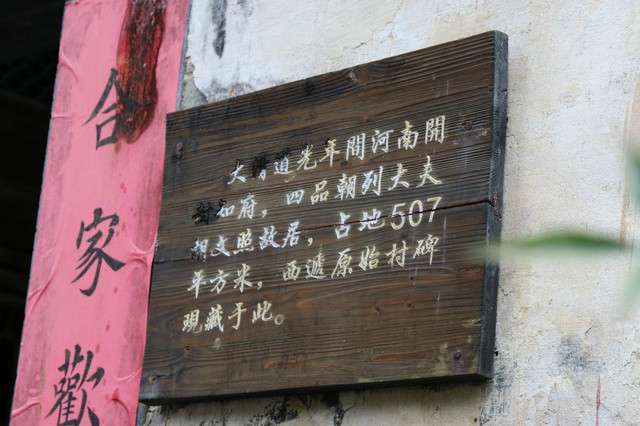 合家歡
大清道光年間河南開
封知府，四品朝列大夫
胡文照故居，占地507
平方米，西遞原始村碑
現藏于此。